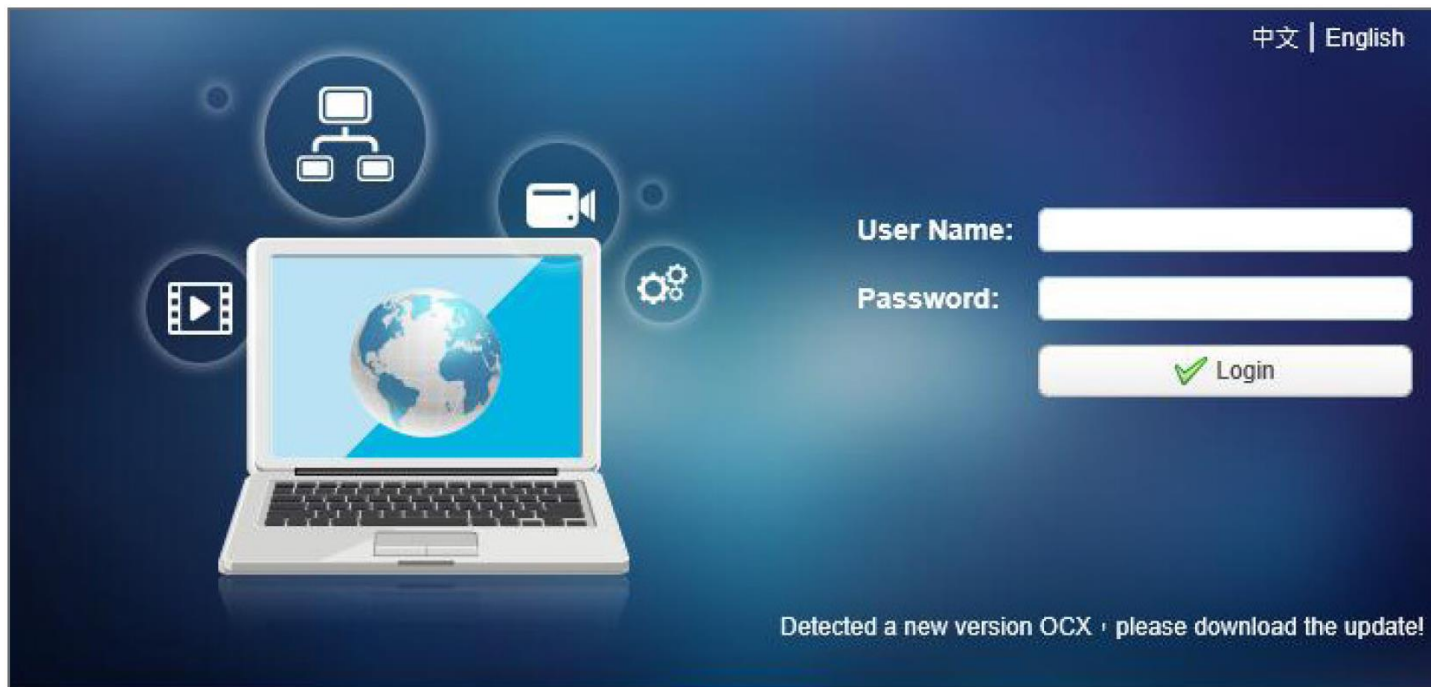 中文 | English
User Name:
Password:
Login
Detected a new version OCX，please download the update!